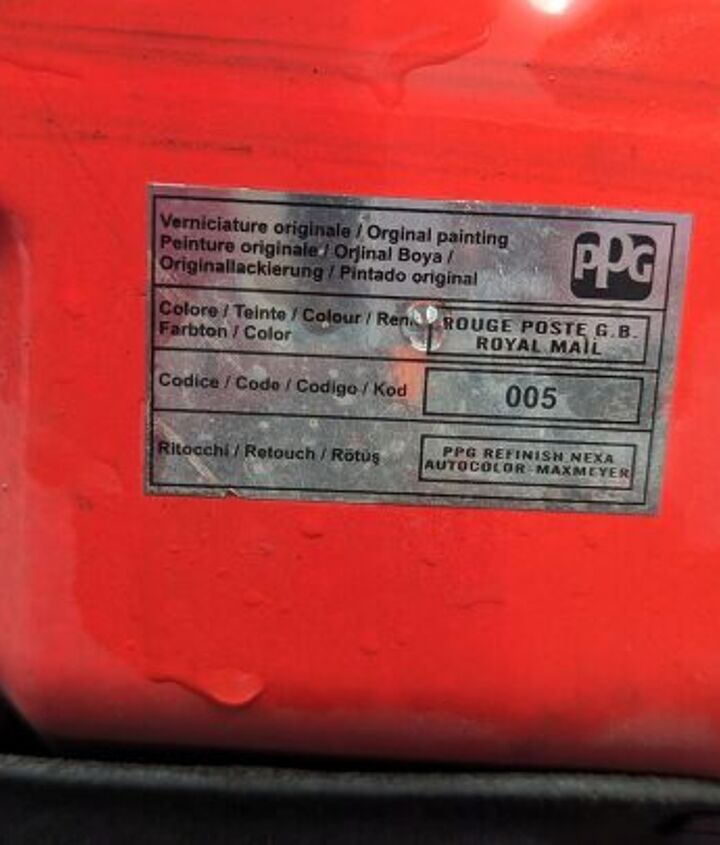 Verniciature originale / Orginal painting
Peinture originale / Orjinal Boya /
Originallackierung / Pintado original
PPG
Colore / Teinte / Colour / Ren
Farbton / Color
ROUGE POSTE G.B.
ROYAL MAIL
Codice / Code / Codigo / Kod
005
Ritocchi / Retouch / Rötüş
PPG REFINISH NEXA
AUTOCOLOR-MAXMEYER